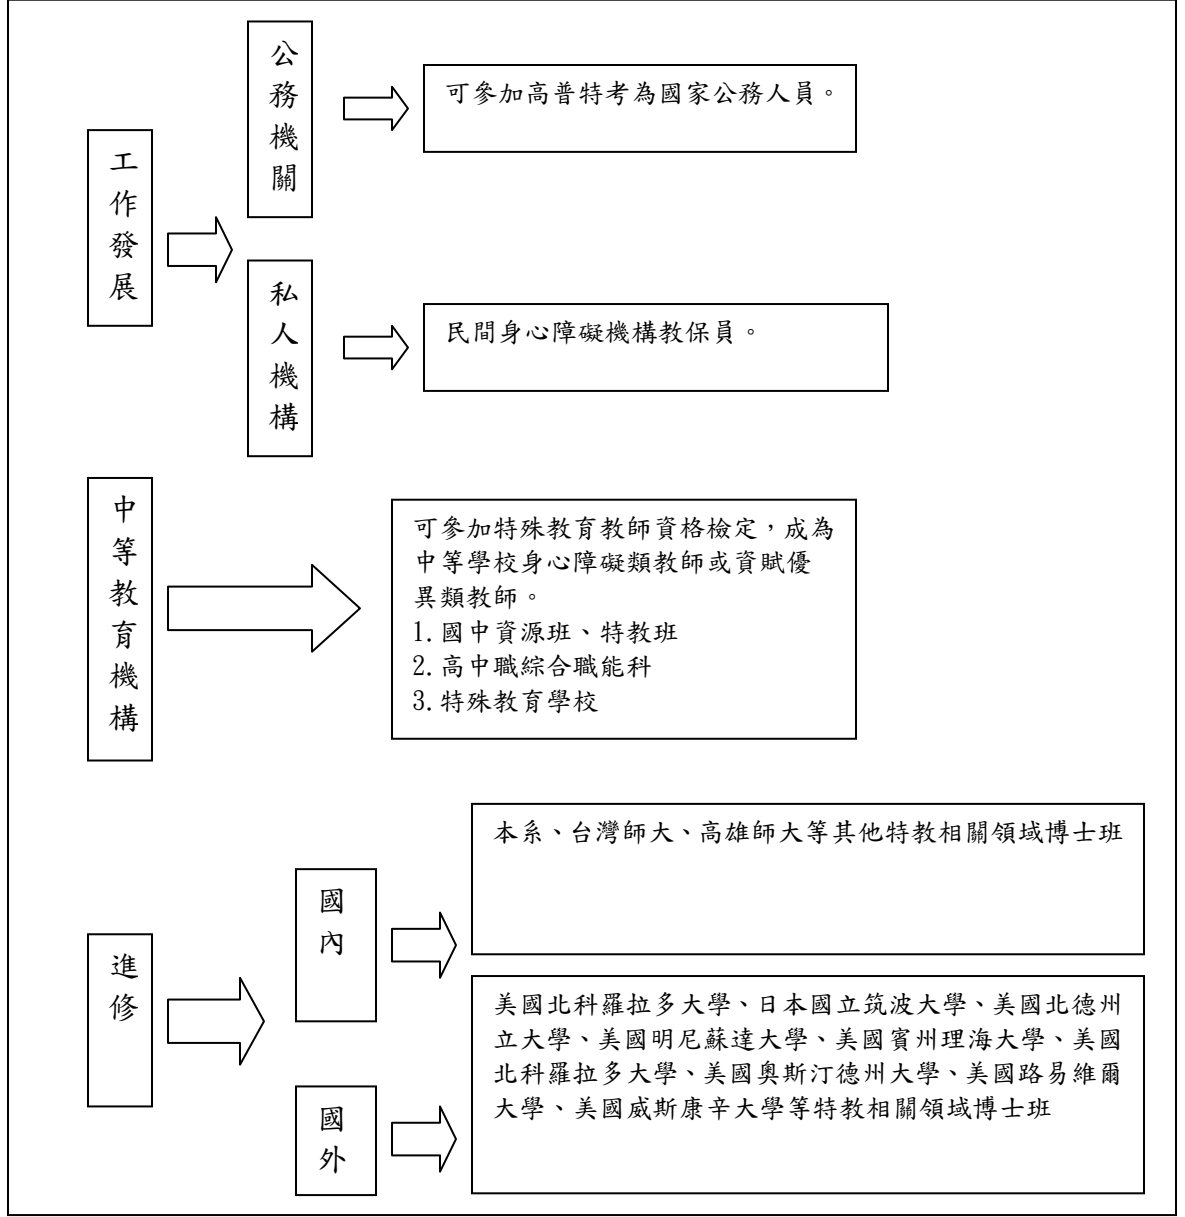 工作發展
公務機關
可參加高普特考為國家公務人員。
私人機構
民間身心障礙機構教保員。
中等教育機構
可參加特殊教育教師資格檢定，成為
中等學校身心障礙類教師或資賦優
異類教師。
1.國中資源班、特教班
2.高中職綜合職能科
3.特殊教育學校
進修
國內
本系、台灣師大、高雄師大等其他特教相關領域博士班
國外
美國北科羅拉多大學、日本國立筑波大學、美國北德州
立大學、美國明尼蘇達大學、美國賓州理海大學、美國
北科羅拉多大學、美國奧斯汀德州大學、美國路易維爾
大學、美國威斯康辛大學等特教相關領域博士班